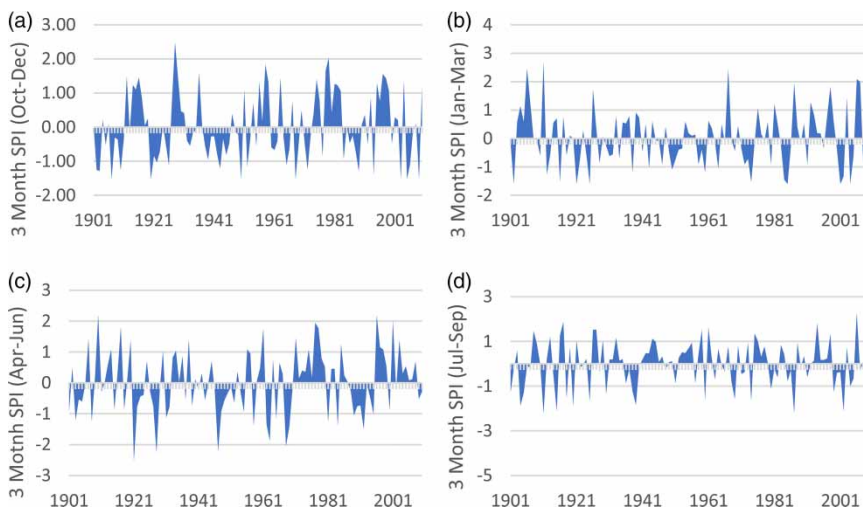 (a)
3 Month SPI (Oct-Dec)
3.00
2.00
1.00
0.00
-1.00
-2.00
1901 1921 1941 1961 1981 2001
(b)
3 Month SPI (Jan-Mar)
4
3
2
1
0
-1
-2
1901 1921 1941 1961 1981 2001
(c)
3 Motnh SPI (Apr-Jun)
3
2
1
0
-1
-2
-3
1901 1921 1941 1961 1981 2001
(d)
3 Month SPI (Jul-Sep)
3
1
-1
-3
-5
1901 1921 1941 1961 1981 2001